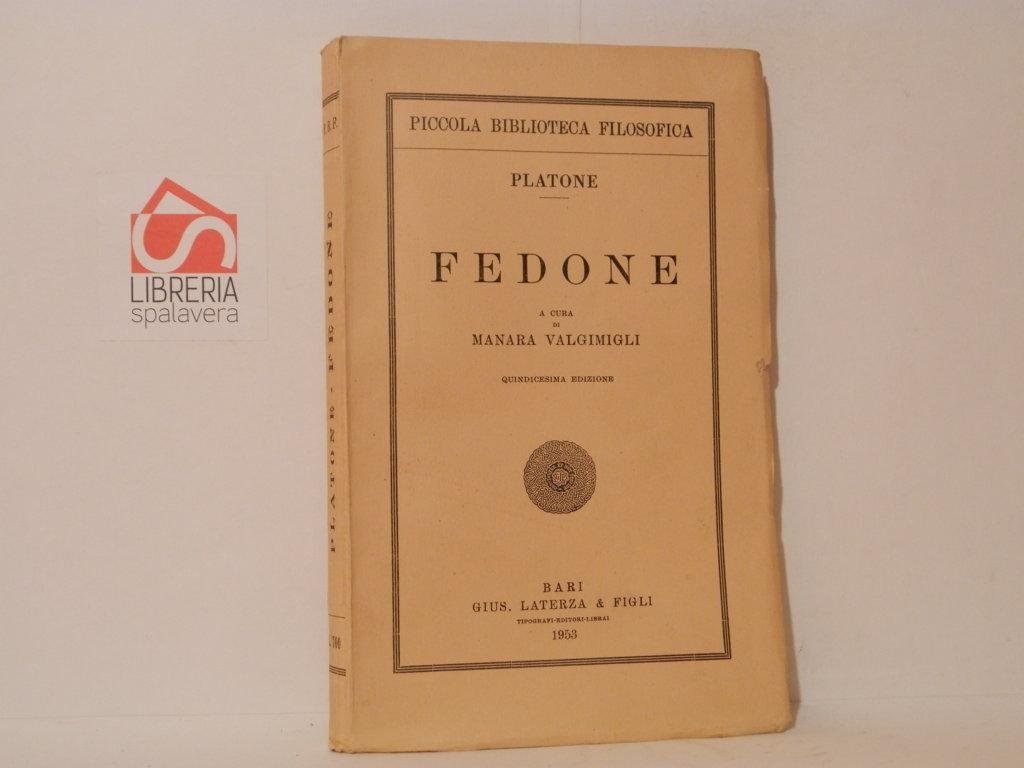 LIBRERIA
spalavera
PLATONE - FEDONE
PICCOLA BIBLIOTECA FILOSOFICA
PLATONE
FEDONE
A CURA
DI
MANARA VALGIMIGLI
QUINDICESIMA EDIZIONE
BARI
GIUS. LATERZA & FIGLI
TIPOGRAFI-EDITORI-LIBRAI
1953